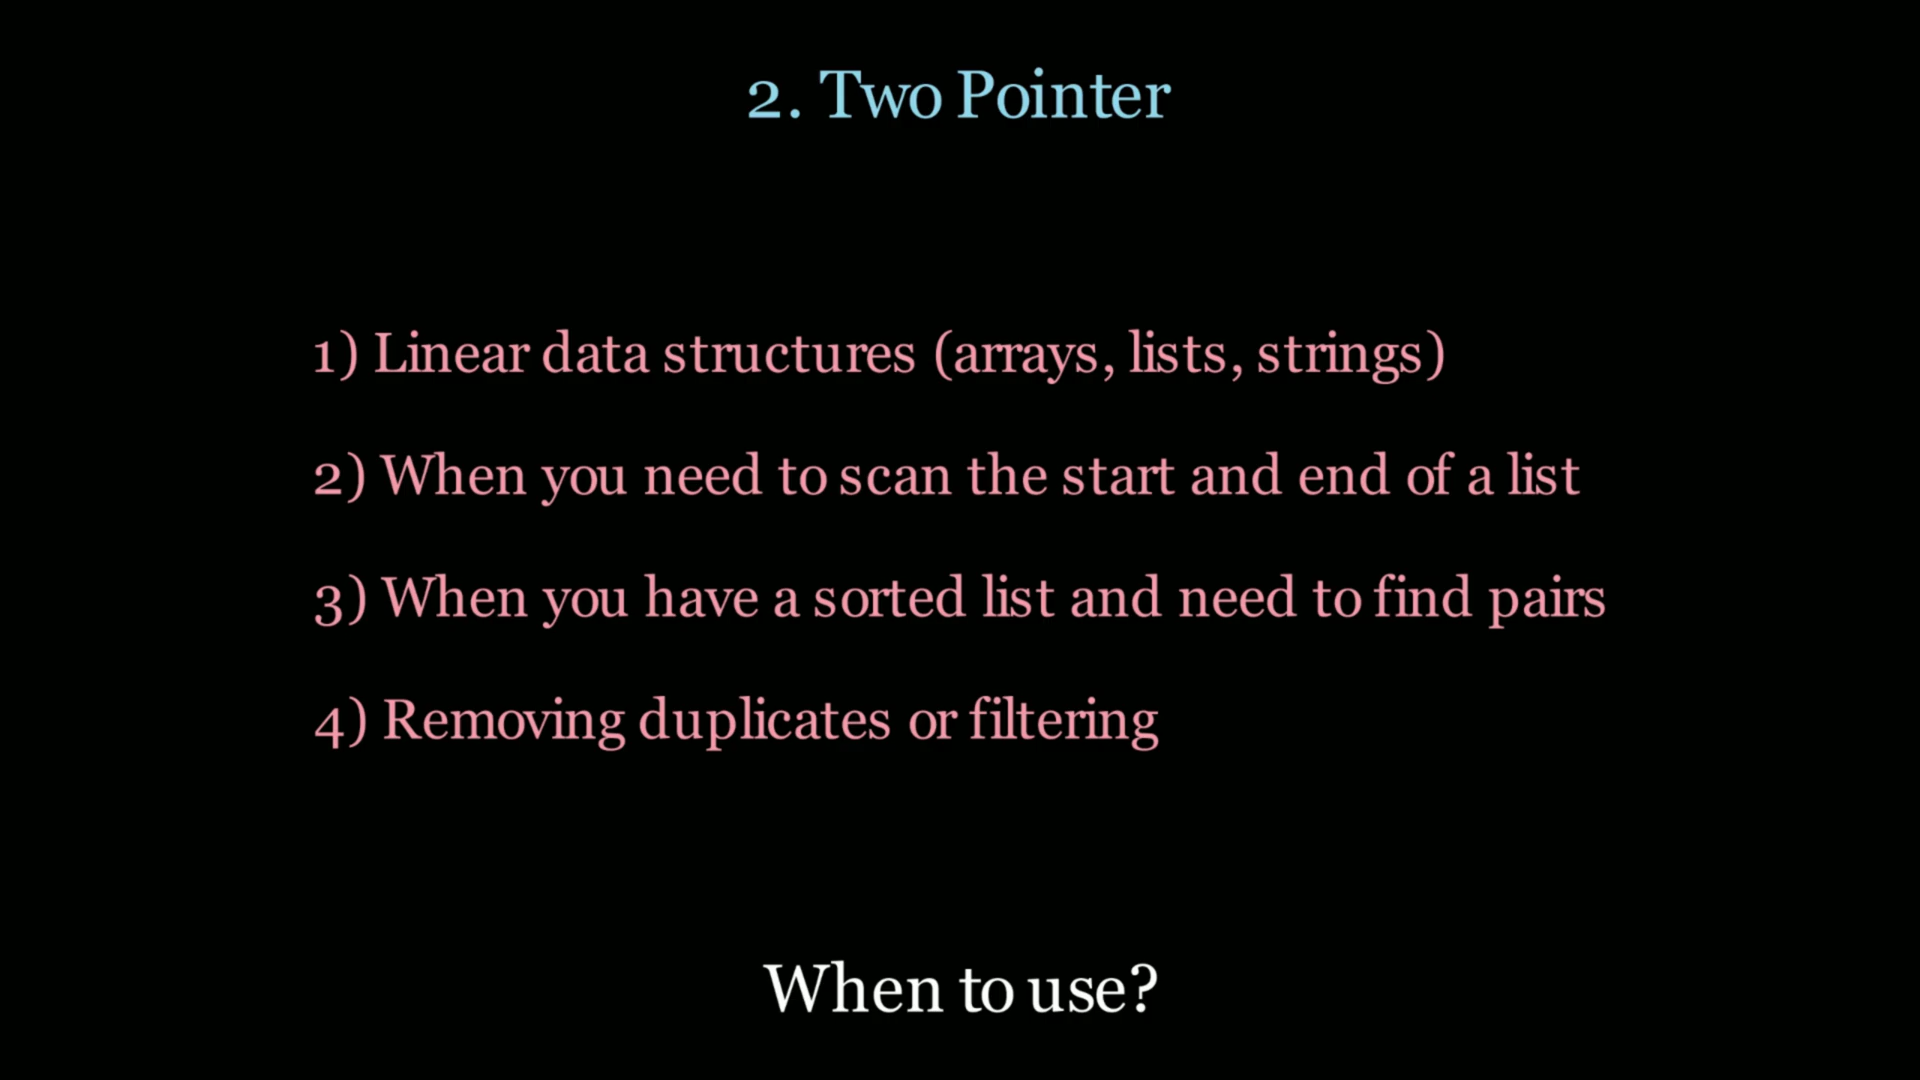 2. Two Pointer
1) Linear data structures (arrays, lists, strings)
2) When you need to scan the start and end of a list
3) When you have a sorted list and need to find pairs
4) Removing duplicates or filtering
When to use?